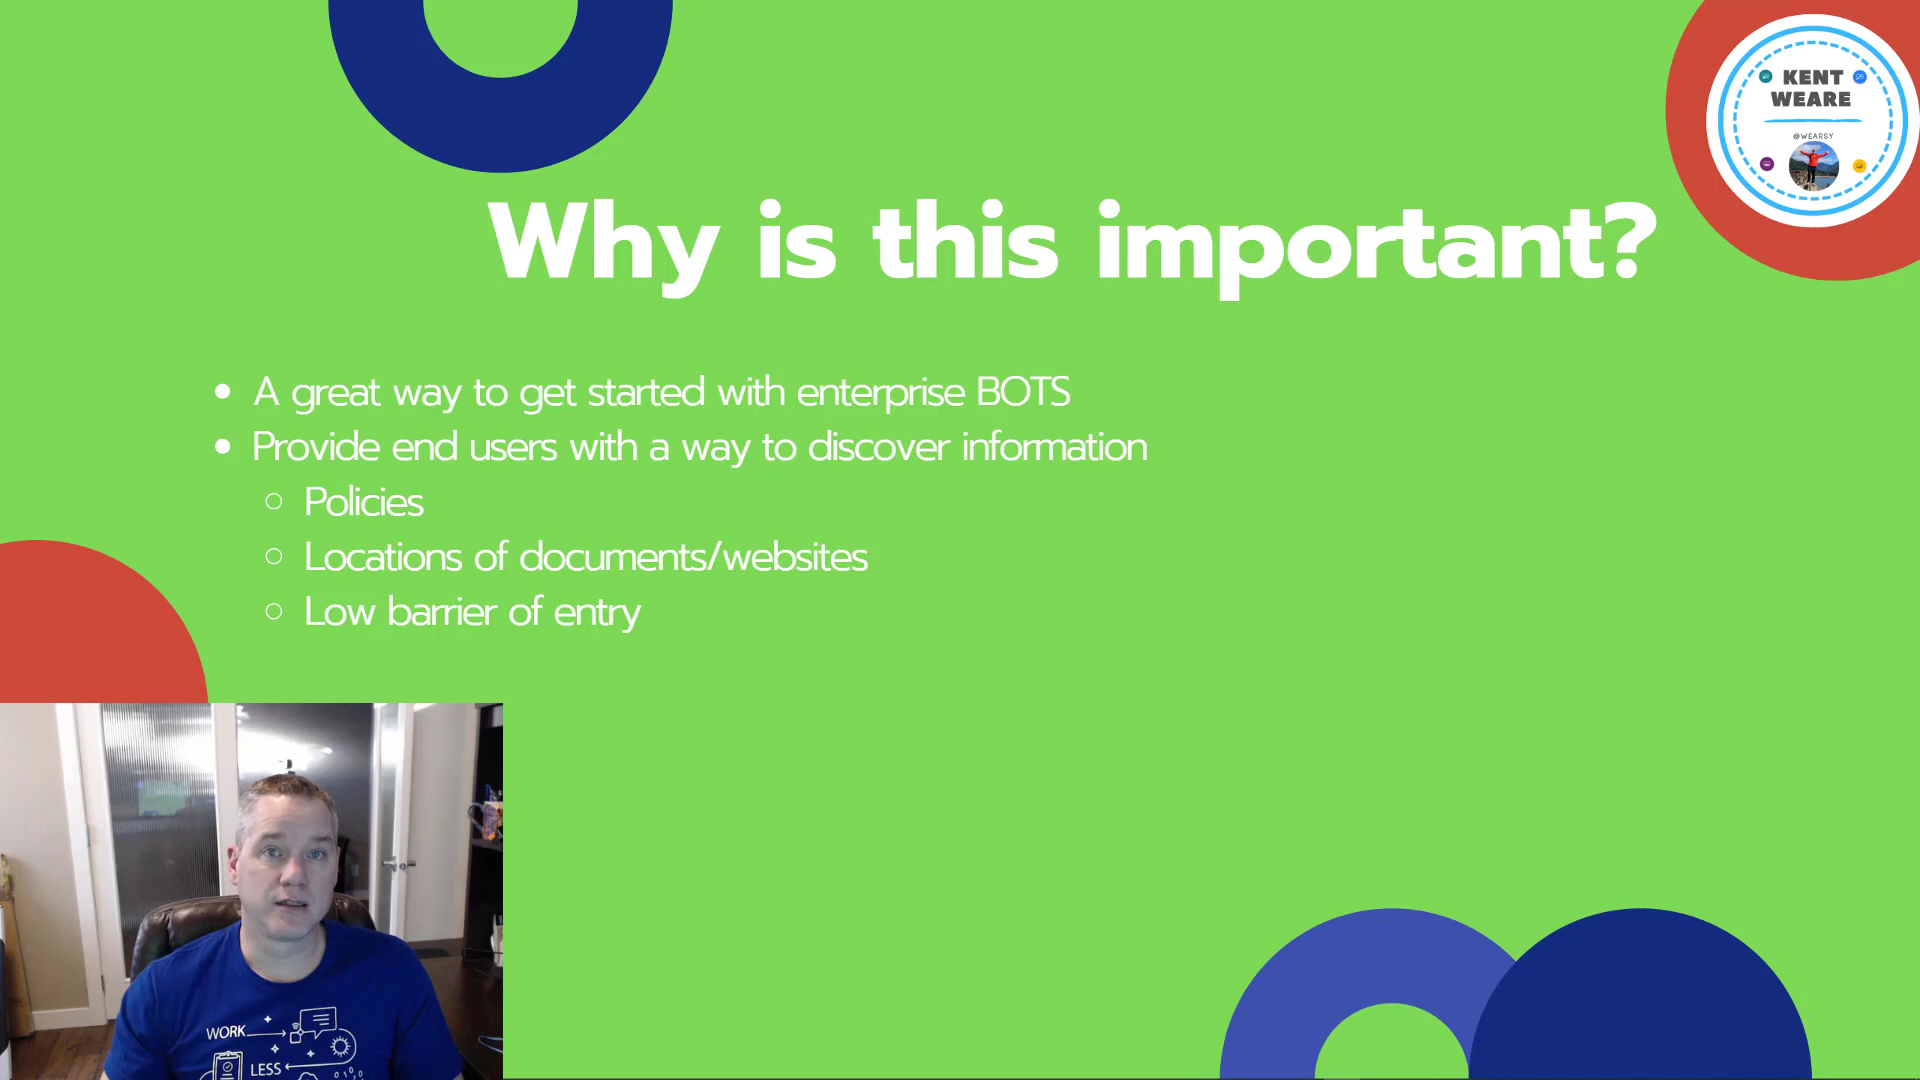 KENT
WEARE
@WEARSY
Why is this important?
A great way to get started with enterprise BOTS
Provide end users with a way to discover information
Policies
Locations of documents/websites
Low barrier of entry
WORK
LESS